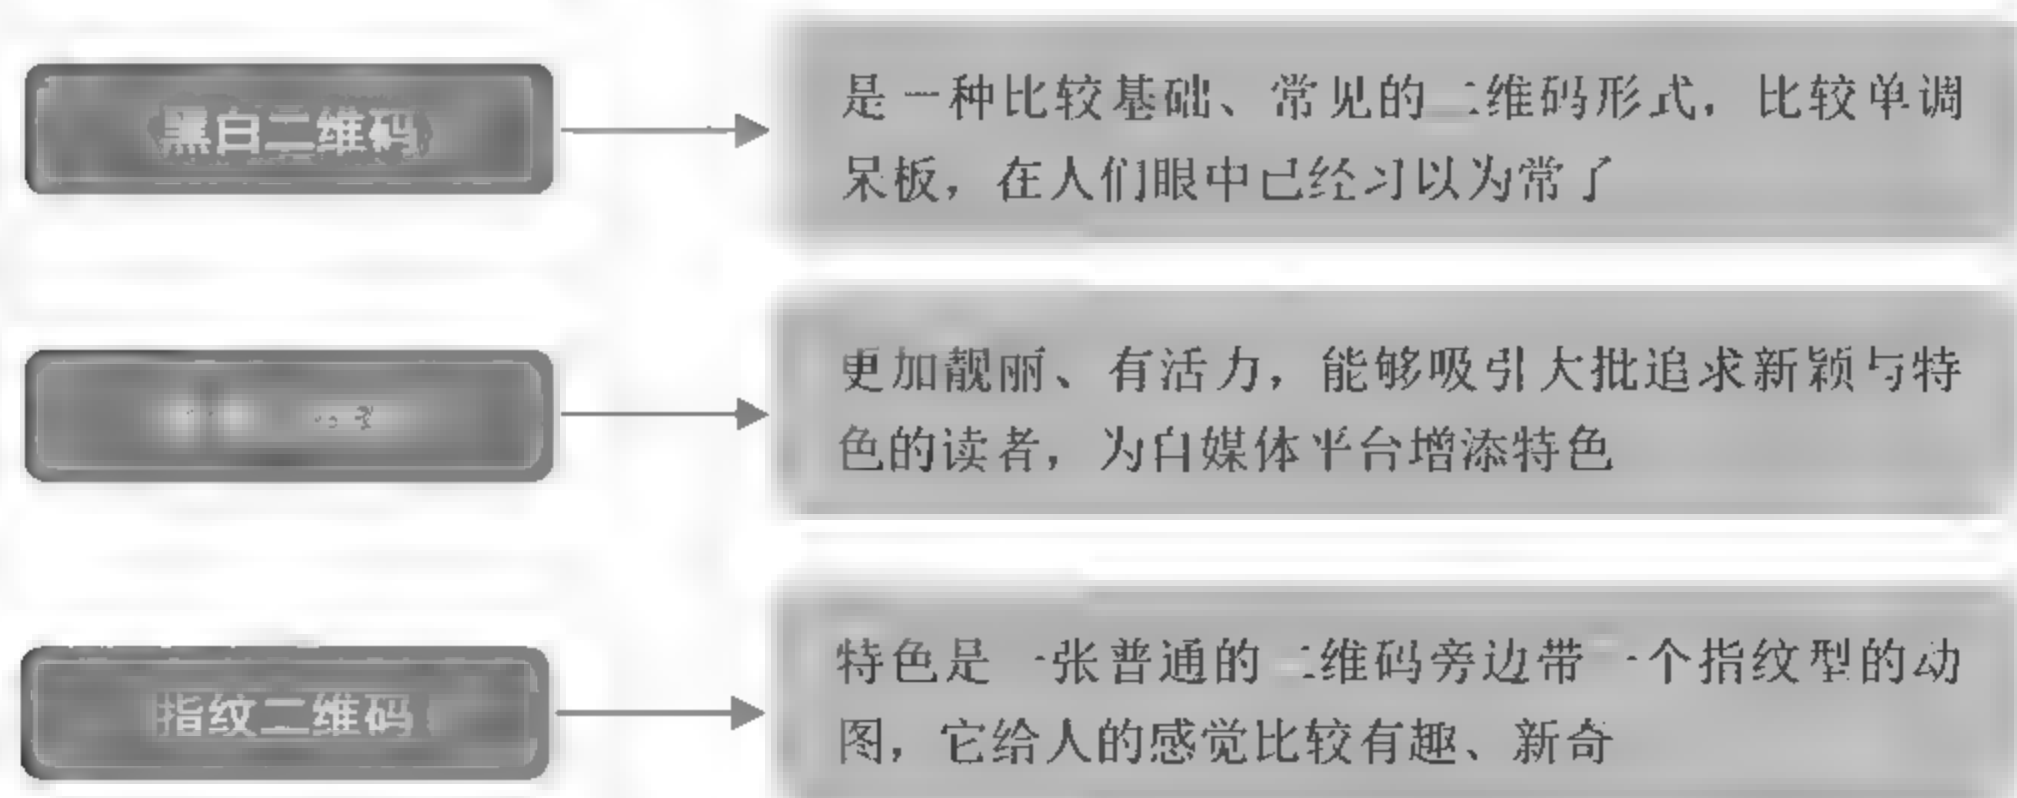 黑白二维码
是一种比较基础、常见的二维码形式，比较单调
呆板，在人们眼中已经习以为常了
更加靓丽、有活力，能够吸引大批追求新颖与特
色的读者，为自媒体平台增添特色
指纹二维码
特色是一张普通的二维码旁边带一个指纹型的动
图，它给人的感觉比较有趣、新奇